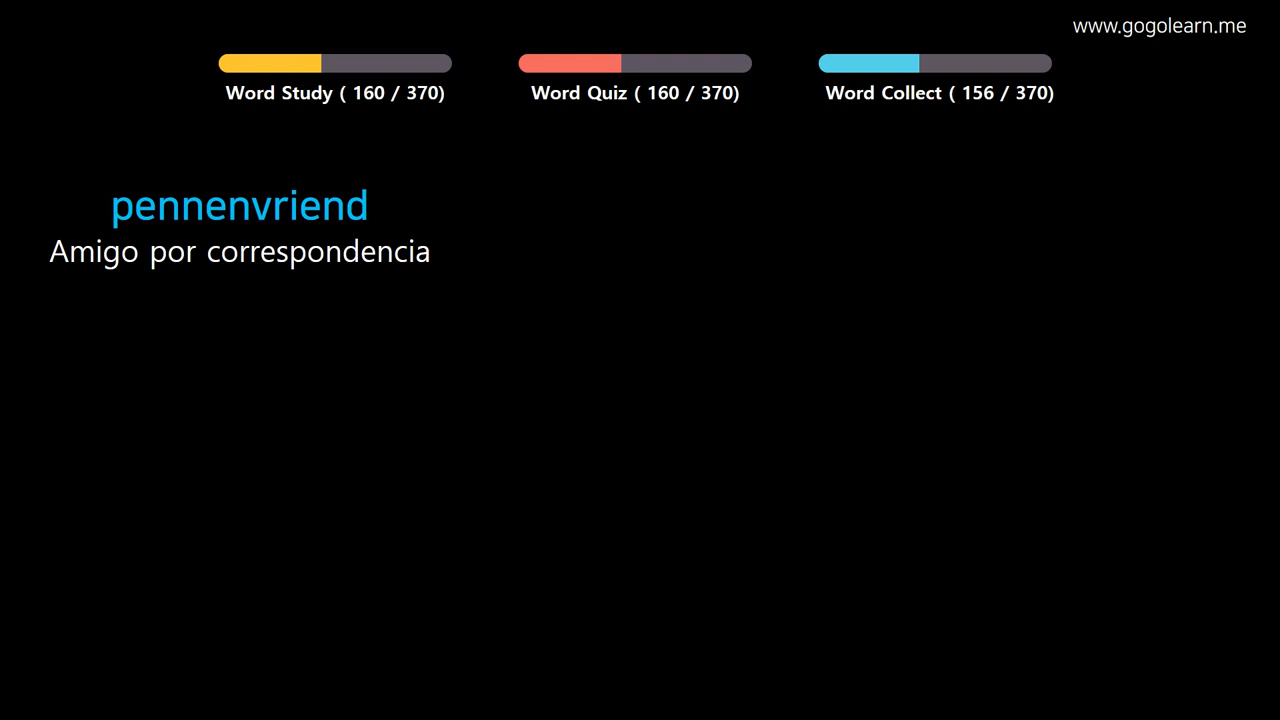 www.gogolearn.me
Word Study ( 160 / 370)
Word Quiz ( 160 / 370)
Word Collect ( 156 / 370)
pennenvriend
Amigo por correspondencia